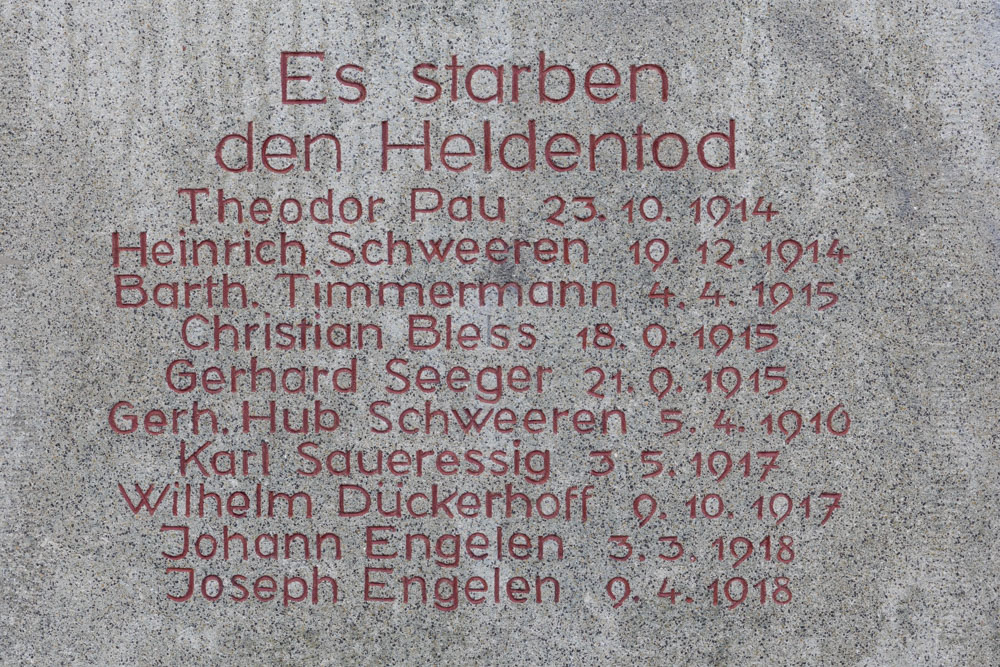 Es starben
den Heldentod
Theodor Pau 23. 10. 1914
Heinrich Schweeren 19. 12. 1914
Barth. Timmermann 4. 4. 1915
Christian Bless 18. 9. 1915
Gerhard Seeger 21. 9. 1915
Gerh. Hub Schweeren 5. 4. 1916
Karl Saueressig 3 5. 1917
Wilhelm Dückerhoff 9. 10. 1917
Johann Engelen 3. 3. 1918
Joseph Engelen 9. 4. 1918